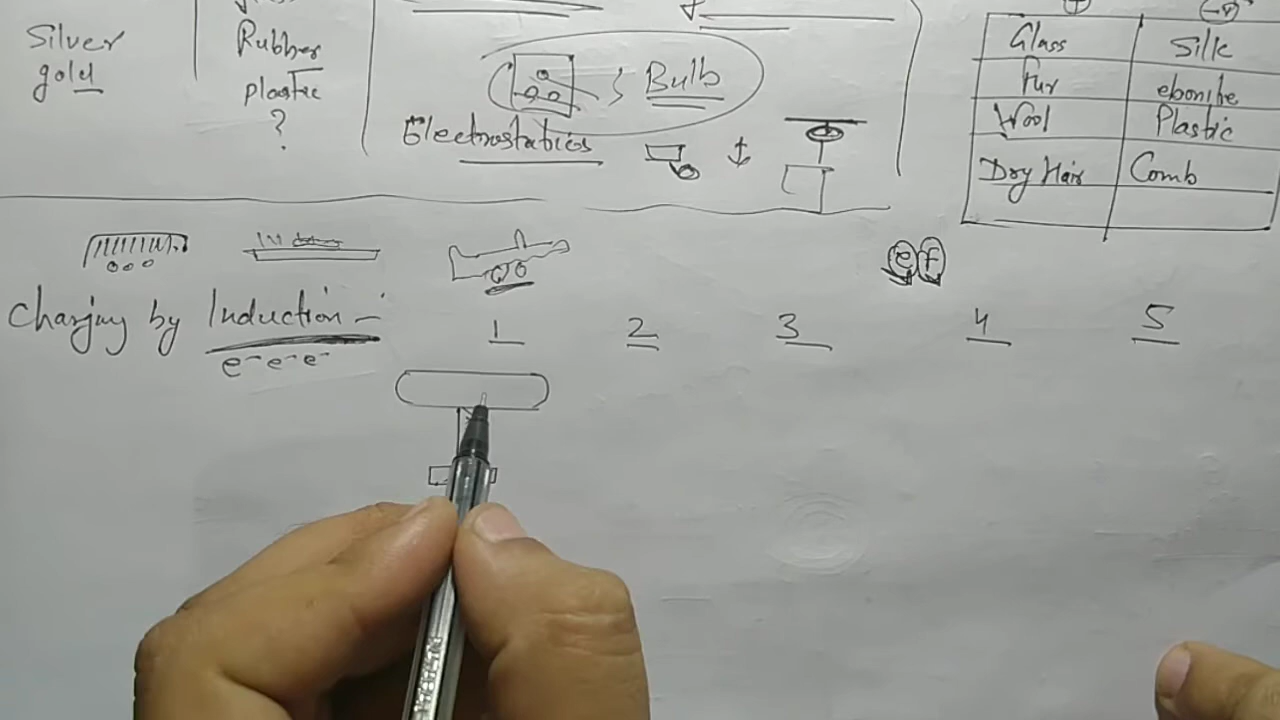 Silver
gold
Rubber
plastic
?
Bulb
Electrostatics
+
Glass Silk
Fur ebonite
Wool Plastic
Dry Hair Comb
e f
Charjing by Induction -
e- e- e-
1 2 3 4 5